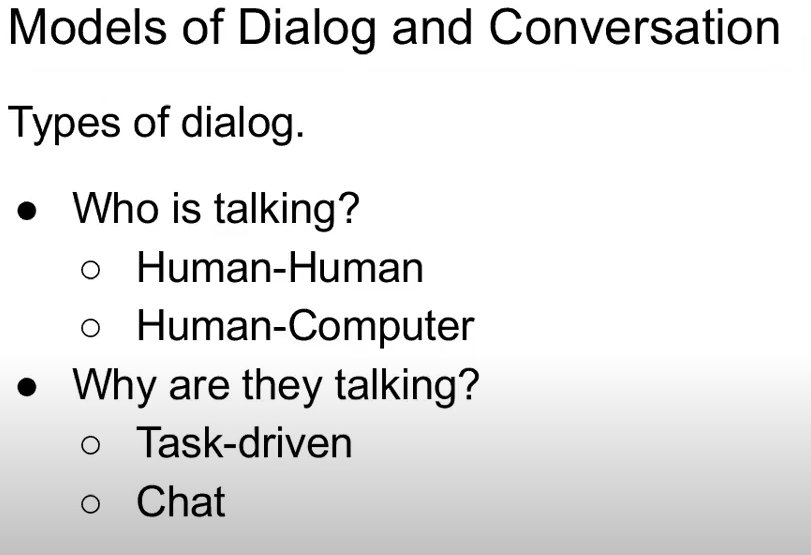 Models of Dialog and Conversation
Types of dialog.
● Who is talking?
○ Human-Human
○ Human-Computer
● Why are they talking?
○ Task-driven
○ Chat